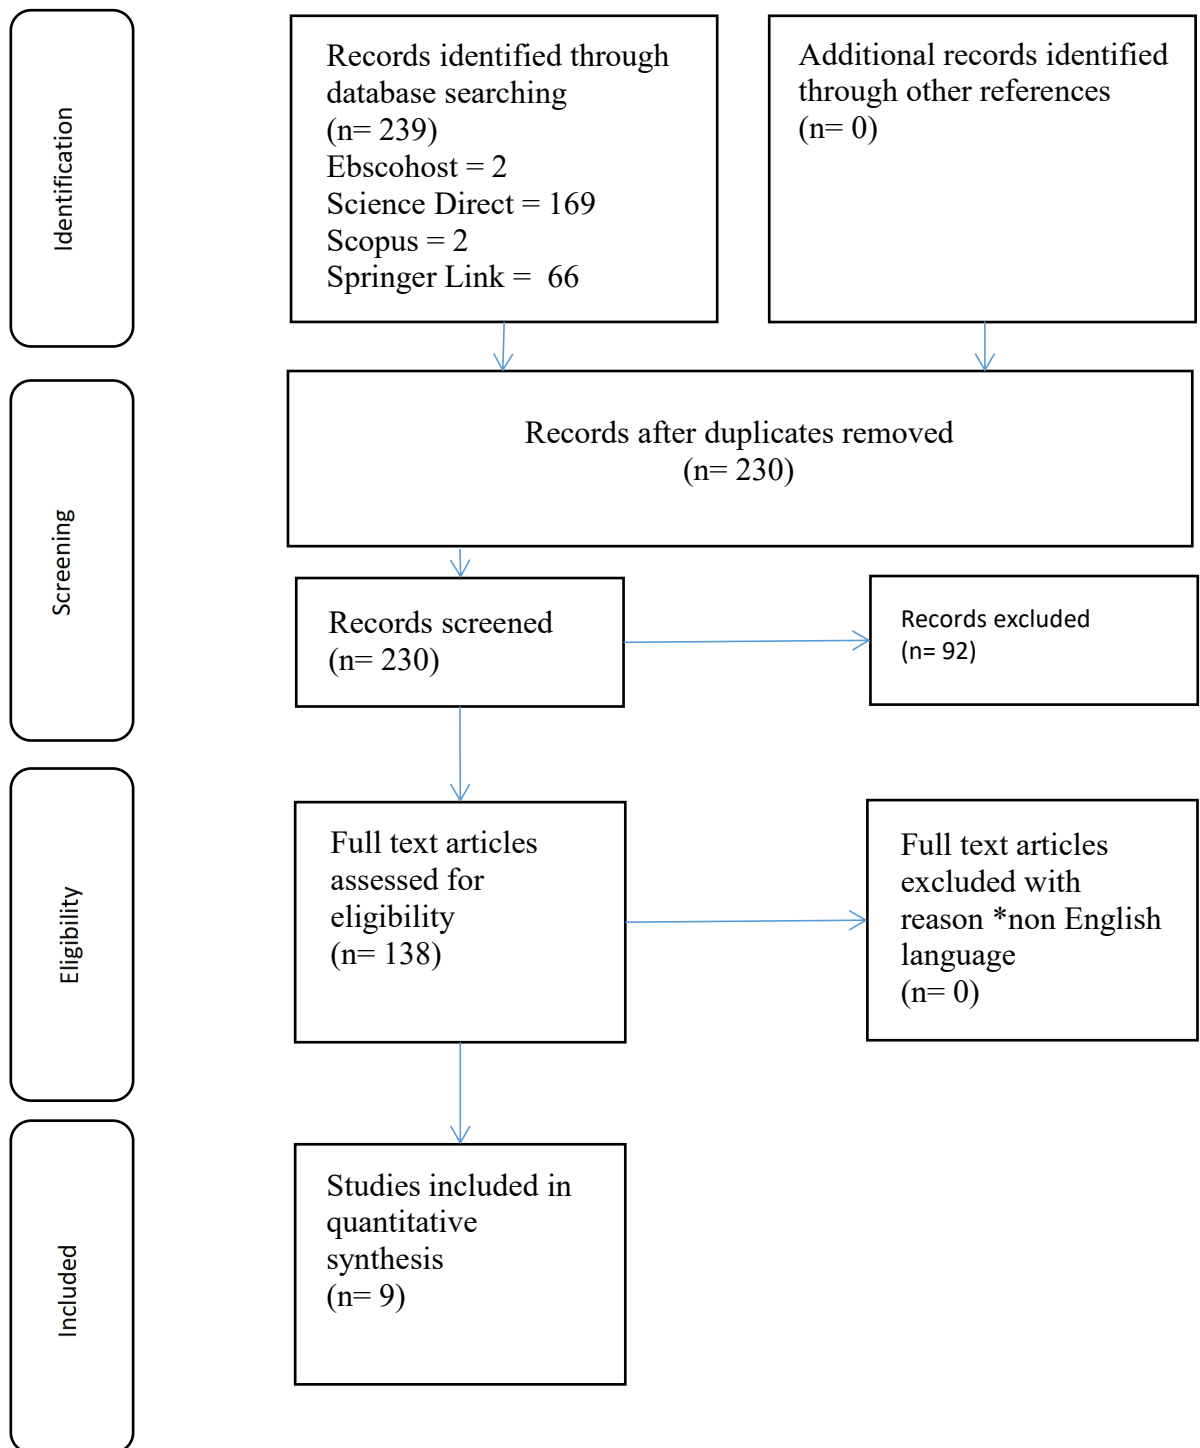 Identification
Records identified through
database searching
(n= 239)
Ebscohost = 2
Science Direct = 169
Scopus = 2
Springer Link =  66
Additional records identified
through other references
(n= 0)
Screening
Records after duplicates removed
(n= 230)
Records screened
(n= 230)
Records excluded
(n= 92)
Eligibility
Full text articles
assessed for
eligibility
(n= 138)
Full text articles
excluded with
reason *non English
language
(n= 0)
Included
Studies included in
quantitative
synthesis
(n= 9)